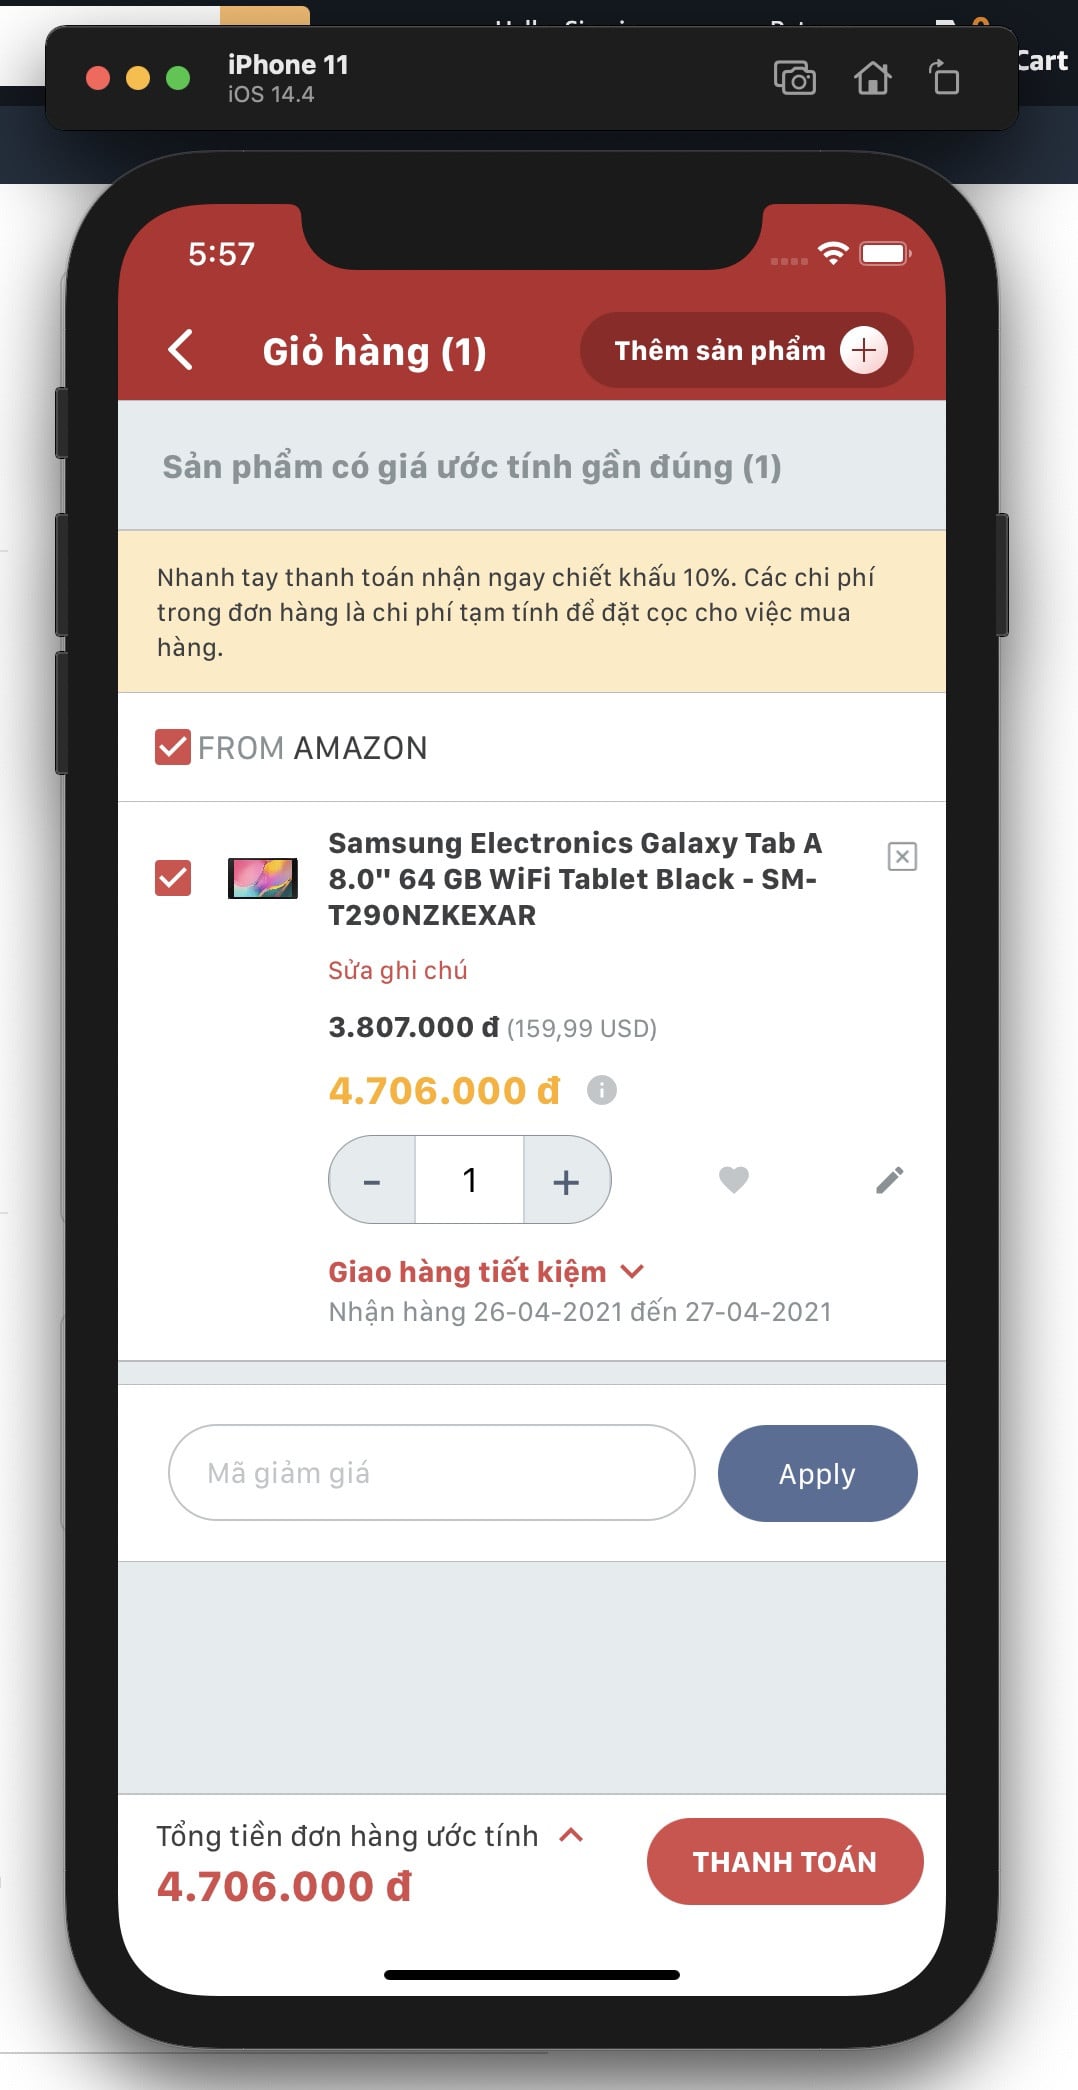 Cart
iPhone 11
iOS 14.4
5:57
Giỏ hàng (1)
Thêm sản phẩm
Sản phẩm có giá ước tính gần đúng (1)
Nhanh tay thanh toán nhận ngay chiết khấu 10%. Các chi phí
trong đơn hàng là chi phí tạm tính để đặt cọc cho việc mua
hàng.
FROM AMAZON
Samsung Electronics Galaxy Tab A
8.0" 64 GB WiFi Tablet Black - SM-
T290NZKEXAR
Sửa ghi chú
3.807.000 đ (159,99 USD)
4.706.000 đ
- 1 +
Giao hàng tiết kiệm
Nhận hàng 26-04-2021 đến 27-04-2021
Mã giảm giá
Apply
Tổng tiền đơn hàng ước tính
4.706.000 đ
THANH TOÁN